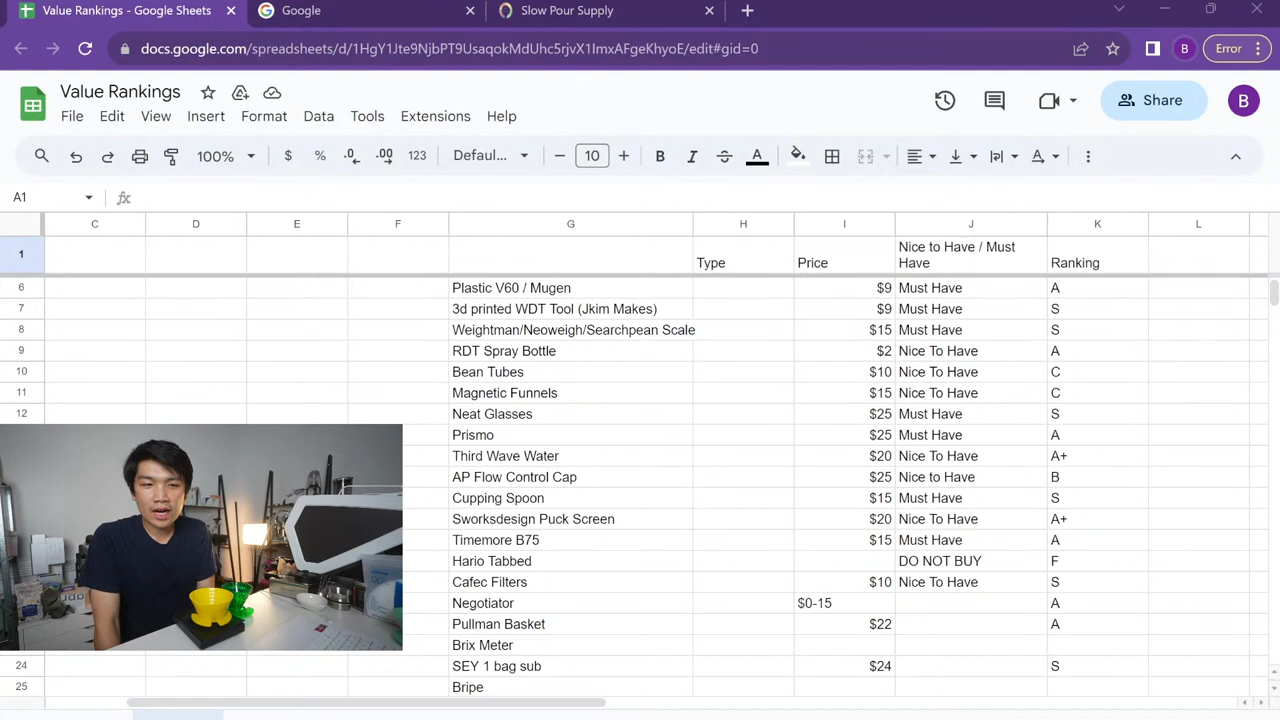 Value Rankings - Google Sheets
Google
Slow Pour Supply
docs.google.com/spreadsheets/d/1HgY1Jte9NjbPT9UsaqokMdUhc5rjvX1ImxAFgeKhyoE/edit#gid=0
B
Error
Value Rankings
Share
B
File Edit View Insert Format Data Tools Extensions Help
100% $ % .0 .00 123 Defaul... 10 B I A
A1 fx
C D E F G H I J K L
1 Type Price Nice to Have / Must Have Ranking
6 Plastic V60 / Mugen $9 Must Have A
7 3d printed WDT Tool (Jkim Makes) $9 Must Have S
8 Weightman/Neoweigh/Searchpean Scale $15 Must Have S
9 RDT Spray Bottle $2 Nice To Have A
10 Bean Tubes $10 Nice To Have C
11 Magnetic Funnels $15 Nice To Have C
12 Neat Glasses $25 Must Have S
Prismo $25 Must Have A
Third Wave Water $20 Nice To Have A+
AP Flow Control Cap $25 Nice to Have B
Cupping Spoon $15 Must Have S
Sworksdesign Puck Screen $20 Nice To Have A+
Timemore B75 $15 Must Have A
Hario Tabbed DO NOT BUY F
Cafec Filters $10 Nice To Have S
Negotiator $0-15 A
Pullman Basket $22 A
Brix Meter
24 SEY 1 bag sub $24 S
25 Bripe